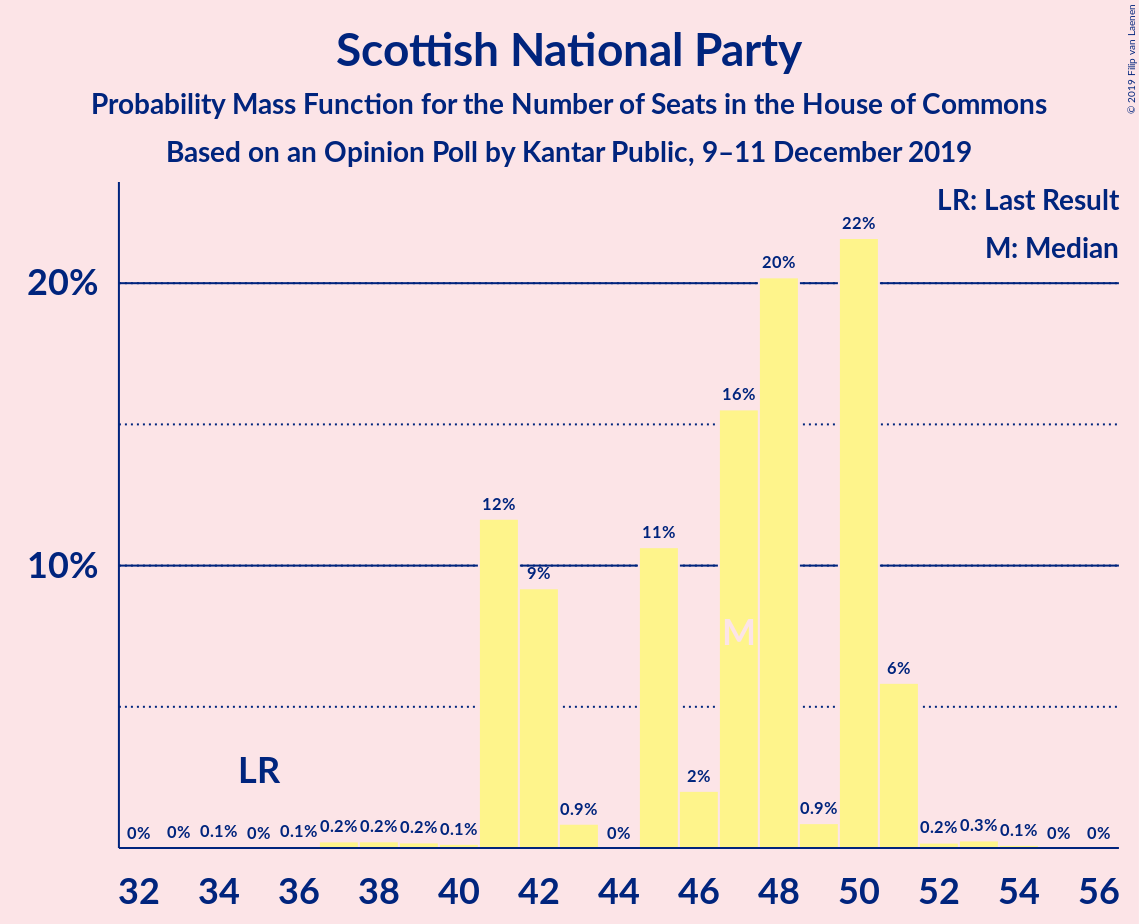 Scottish National Party
Probability Mass Function for the Number of Seats in the House of Commons
Based on an Opinion Poll by Kantar Public, 9–11 December 2019
© 2019 Filip van Laenen
LR: Last Result
M: Median
20%
10%
0% 0% 0.1% 0% 0.1% 0.2% 0.2% 0.2% 0.1% 12% 9% 0.9% 0% 11% 2% 16% 20% 0.9% 22% 6% 0.2% 0.3% 0.1% 0% 0%
LR
M
32 34 36 38 40 42 44 46 48 50 52 54 56